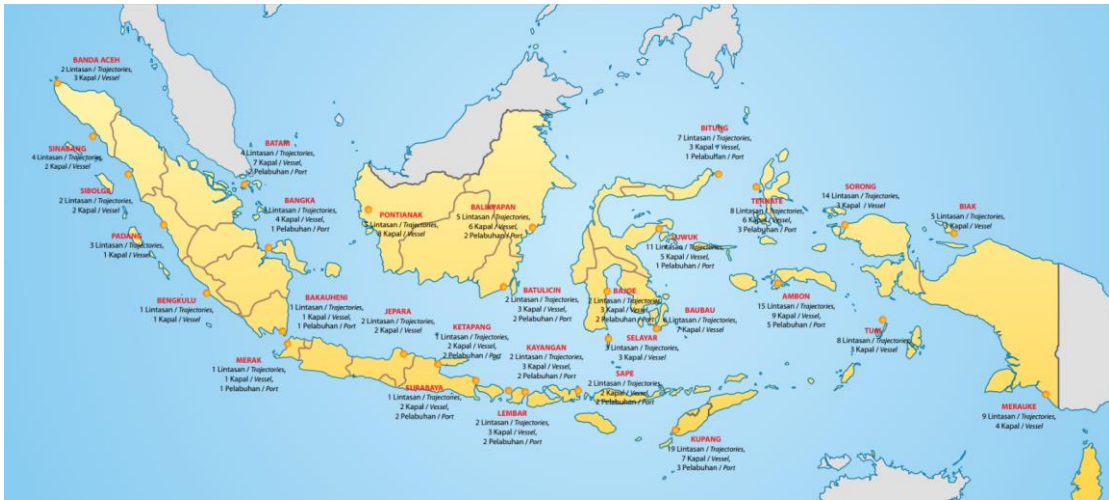 BANDA ACEH
2 Lintasan / Trajectories,
3 Kapal / Vessel
SINABANG
4 Lintasan / Trajectories,
2 Kapal / Vessel
SIBOLGA
2 Lintasan / Trajectories,
2 Kapal / Vessel
PADANG
3 Lintasan / Trajectories,
1 Kapal / Vessel
BENGKULU
1 Lintasan / Trajectories,
1 Kapal / Vessel
BATAM
4 Lintasan / Trajectories,
7 Kapal / Vessel,
2 Pelabuhan / Port
BANGKA
Lintasan / Trajectories,
4 Kapal / Vessel,
1 Pelabuhan / Port
BAKAUHENI
1 Lintasan / Trajectories,
1 Kapal / Vessel,
1 Pelabuhan / Port
MERAK
1 Lintasan / Trajectories,
1 Kapal / Vessel,
1 Pelabuhan / Port
JEPARA
2 Lintasan / Trajectories,
2 Kapal / Vessel
KETAPANG
1 Lintasan / Trajectories,
2 Kapal / Vessel,
2 Pelabuhan / Port
SURABAYA
1 Lintasan / Trajectories,
2 Kapal / Vessel,
2 Pelabuhan / Port
LEMBAR
2 Lintasan / Trajectories,
3 Kapal / Vessel,
2 Pelabuhan / Port
KAYANGAN
2 Lintasan / Trajectories,
3 Kapal / Vessel,
2 Pelabuhan / Port
SAPE
2 Lintasan / Trajectories,
2 Kapal / Vessel,
2 Pelabuhan / Port
PONTIANAK
Lintasan / Trajectories,
Kapal / Vessel
BALIKPAPAN
5 Lintasan / Trajectories,
6 Kapal / Vessel,
2 Pelabuhan / Port
BATULICIN
2 Lintasan / Trajectories,
3 Kapal / Vessel,
2 Pelabuhan / Port
BAJOE
2 Lintasan / Trajectories,
3 Kapal / Vessel,
2 Pelabuhan / Port
SELAYAR
3 Lintasan / Trajectories,
3 Kapal / Vessel
BAUBAU
6 Lintasan / Trajectories,
7 Kapal / Vessel
LUWUK
11 Lintasan / Trajectories,
5 Kapal / Vessel,
1 Pelabuhan / Port
BITUNG
7 Lintasan / Trajectories,
3 Kapal / Vessel,
1 Pelabuhan / Port
TERNATE
8 Lintasan / Trajectories,
6 Kapal / Vessel,
3 Pelabuhan / Port
SORONG
14 Lintasan / Trajectories,
3 Kapal / Vessel
BIAK
5 Lintasan / Trajectories,
3 Kapal / Vessel
AMBON
15 Lintasan / Trajectories,
9 Kapal / Vessel,
5 Pelabuhan / Port
TUAL
8 Lintasan / Trajectories,
3 Kapal / Vessel
KUPANG
19 Lintasan / Trajectories,
7 Kapal / Vessel,
3 Pelabuhan / Port
MERAUKE
9 Lintasan / Trajectories,
4 Kapal / Vessel